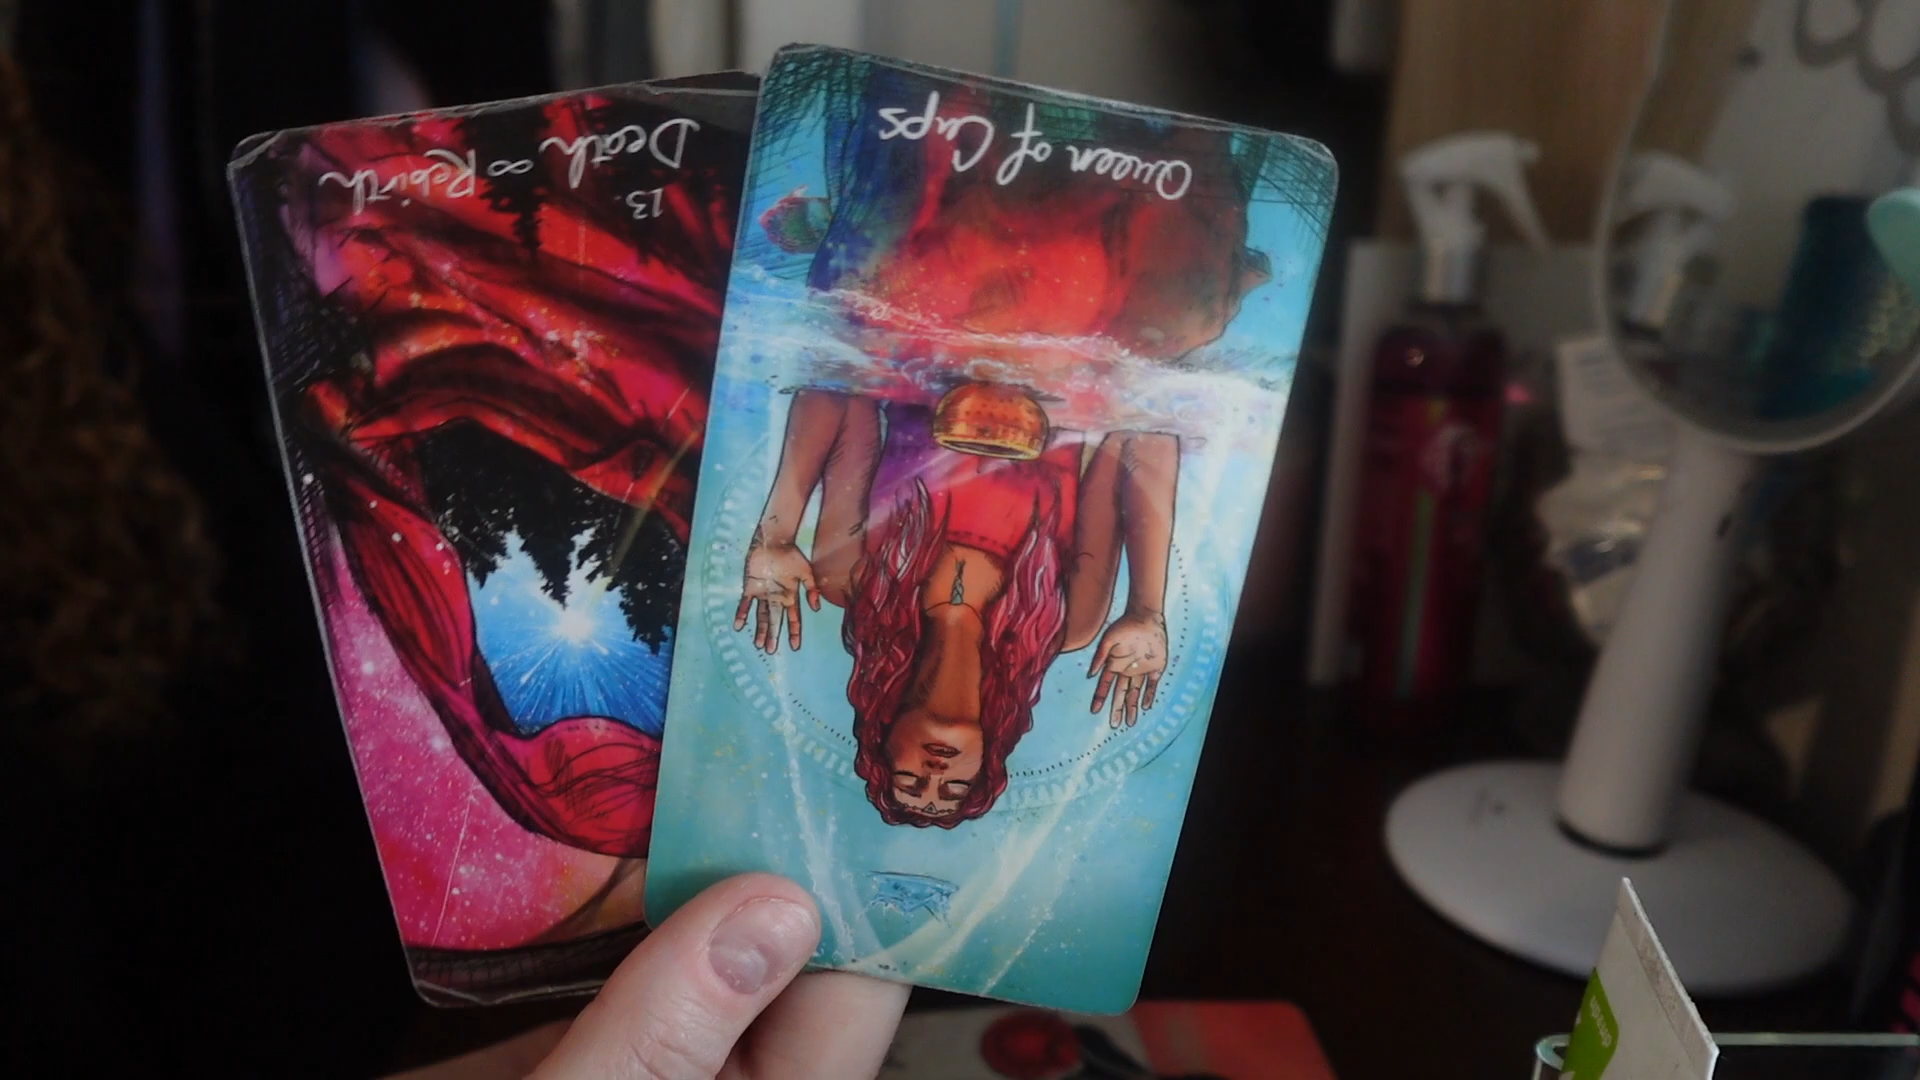 13.
Death ∞ Rebirth
Queen of Cups